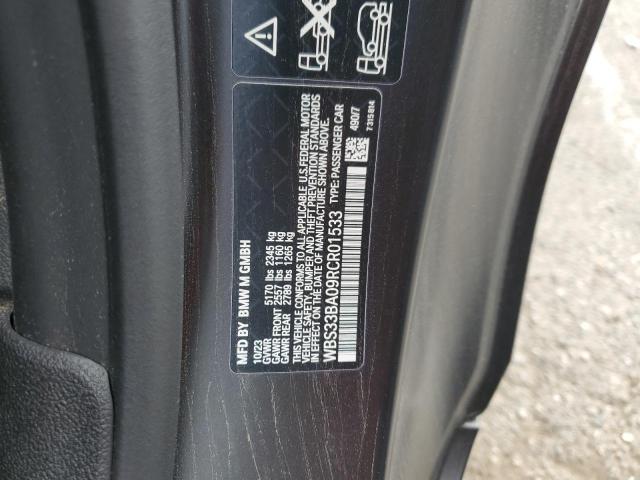 MFD BY BMW M GMBH
10/23
GVWR 5170 lbs 2345 kg
GAWR FRONT 2557 lbs 1160 kg
GAWR REAR 2789 lbs 1265 kg
THIS VEHICLE CONFORMS TO ALL APPLICABLE U.S. FEDERAL MOTOR
VEHICLE SAFETY, BUMPER AND THEFT PREVENTION STANDARDS
IN EFFECT ON THE DATE OF MANUFACTURE SHOWN ABOVE.
WBS33BA09RCR01533 TYPE: PASSENGER CAR
490/7
7315814